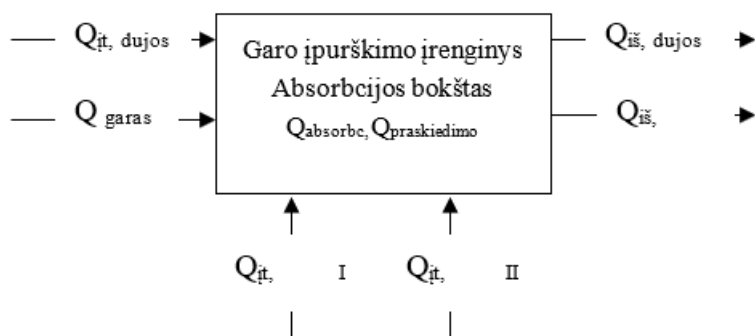 Qįt, dujos
Q garas
Garo įpurškimo įrenginys
Absorbcijos bokštas
Qabsorbc, Qpraskiedimo
Qiš, dujos
Qiš,
Qįt, I
Qįt, II